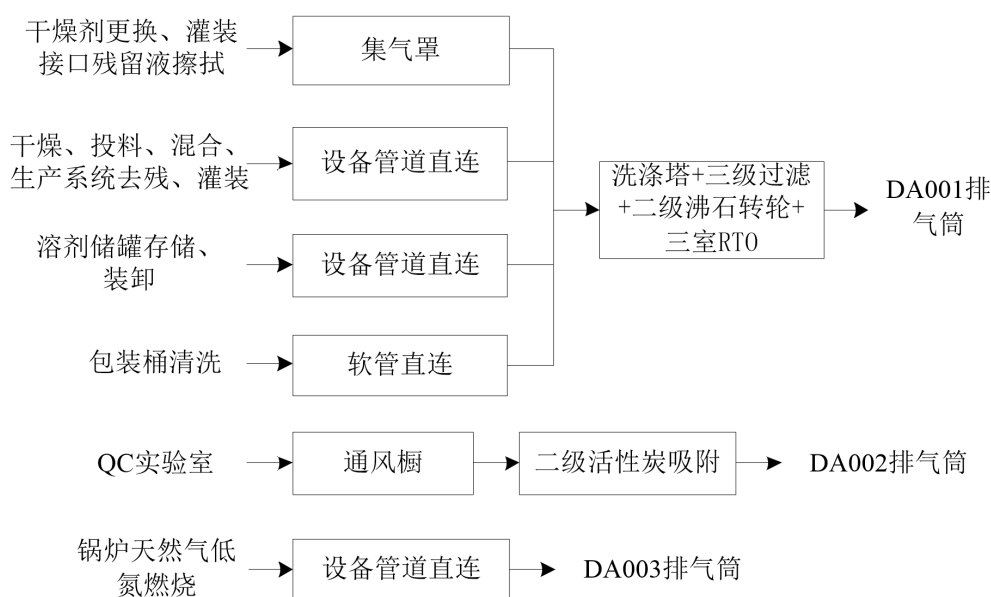 干燥剂更换、灌装
接口残留液擦拭
集气罩
干燥、投料、混合、
生产系统去残、灌装
设备管道直连
溶剂储罐存储、
装卸
设备管道直连
包装桶清洗
软管直连
洗涤塔+三级过滤
+二级沸石转轮+
三室RTO
DA001排
气筒
QC实验室
通风橱
二级活性炭吸附
DA002排气筒
锅炉天然气低
氮燃烧
设备管道直连
DA003排气筒